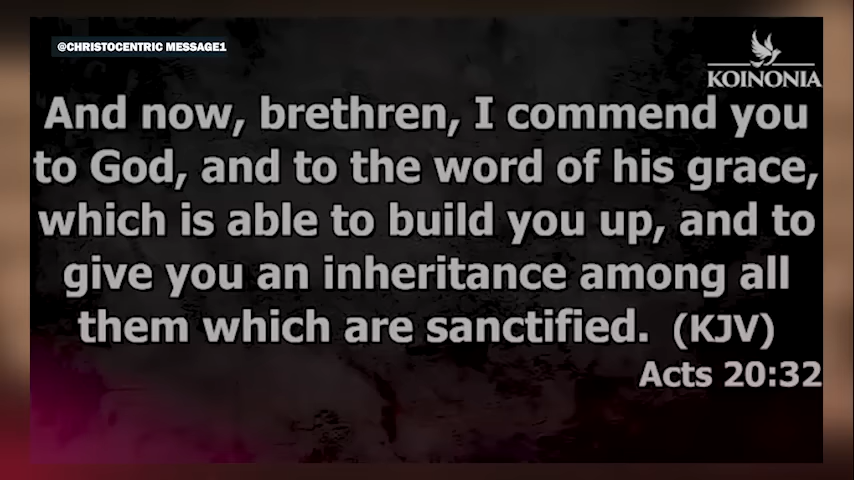 @CHRISTOCENTRIC MESSAGE1
KOINONIA
And now, brethren, I commend you
to God, and to the word of his grace,
which is able to build you up, and to
give you an inheritance among all
them which are sanctified. (KJV)
Acts 20:32